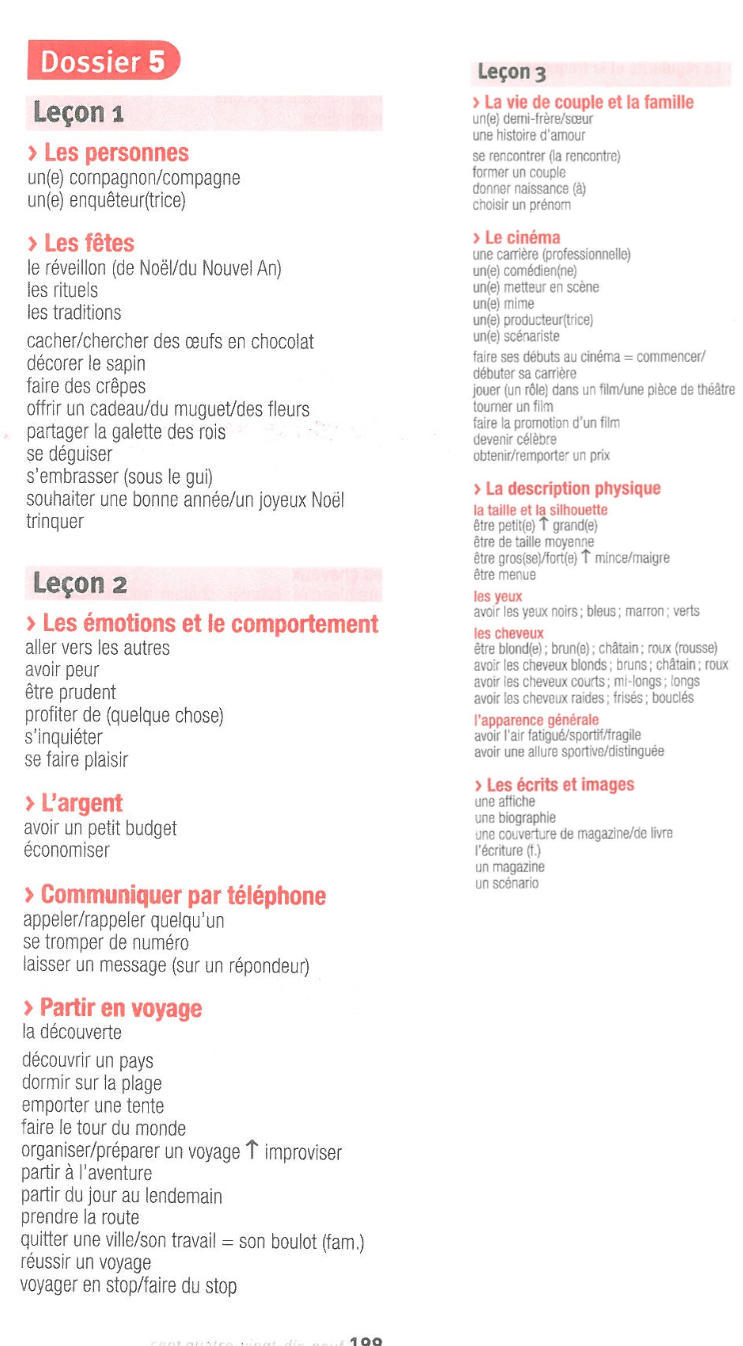 Dossier 5
Leçon 1
› Les personnes
un(e) compagnon/compagne
un(e) enquêteur(trice)
› Les fêtes
le réveillon (de Noël/du Nouvel An)
les rituels
les traditions
cacher/chercher des œufs en chocolat
décorer le sapin
faire des crêpes
offrir un cadeau/du muguet/des fleurs
partager la galette des rois
se déguiser
s'embrasser (sous le gui)
souhaiter une bonne année/un joyeux Noël
trinquer
Leçon 2
› Les émotions et le comportement
aller vers les autres
avoir peur
être prudent
profiter de (quelque chose)
s'inquiéter
se faire plaisir
› L'argent
avoir un petit budget
économiser
› Communiquer par téléphone
appeler/rappeler quelqu'un
se tromper de numéro
laisser un message (sur un répondeur)
› Partir en voyage
la découverte
découvrir un pays
dormir sur la plage
emporter une tente
faire le tour du monde
organiser/préparer un voyage ↑ improviser
partir à l'aventure
partir du jour au lendemain
prendre la route
quitter une ville/son travail = son boulot (fam.)
réussir un voyage
voyager en stop/faire du stop
Leçon 3
› La vie de couple et la famille
un(e) demi-frère/sœur
une histoire d'amour
se rencontrer (la rencontre)
former un couple
donner naissance (à)
choisir un prénom
› Le cinéma
une carrière (professionnelle)
un(e) comédien(ne)
un(e) metteur en scène
un(e) mime
un(e) producteur(trice)
un(e) scénariste
faire ses débuts au cinéma = commencer/
débuter sa carrière
jouer (un rôle) dans un film/une pièce de théâtre
tourner un film
faire la promotion d'un film
devenir célèbre
obtenir/remporter un prix
› La description physique
la taille et la silhouette
être petit(e) ↑ grand(e)
être de taille moyenne
être gros(se)/fort(e) ↑ mince/maigre
être menue
les yeux
avoir les yeux noirs ; bleus ; marron ; verts
les cheveux
être blond(e) ; brun(e) ; châtain ; roux (rousse)
avoir les cheveux blonds ; bruns ; châtain ; roux
avoir les cheveux courts ; mi-longs ; longs
avoir les cheveux raides ; frisés ; bouclés
l'apparence générale
avoir l'air fatigué/sportif/fragile
avoir une allure sportive/distinguée
› Les écrits et images
une affiche
une biographie
une couverture de magazine/de livre
l'écriture (f.)
un magazine
un scénario